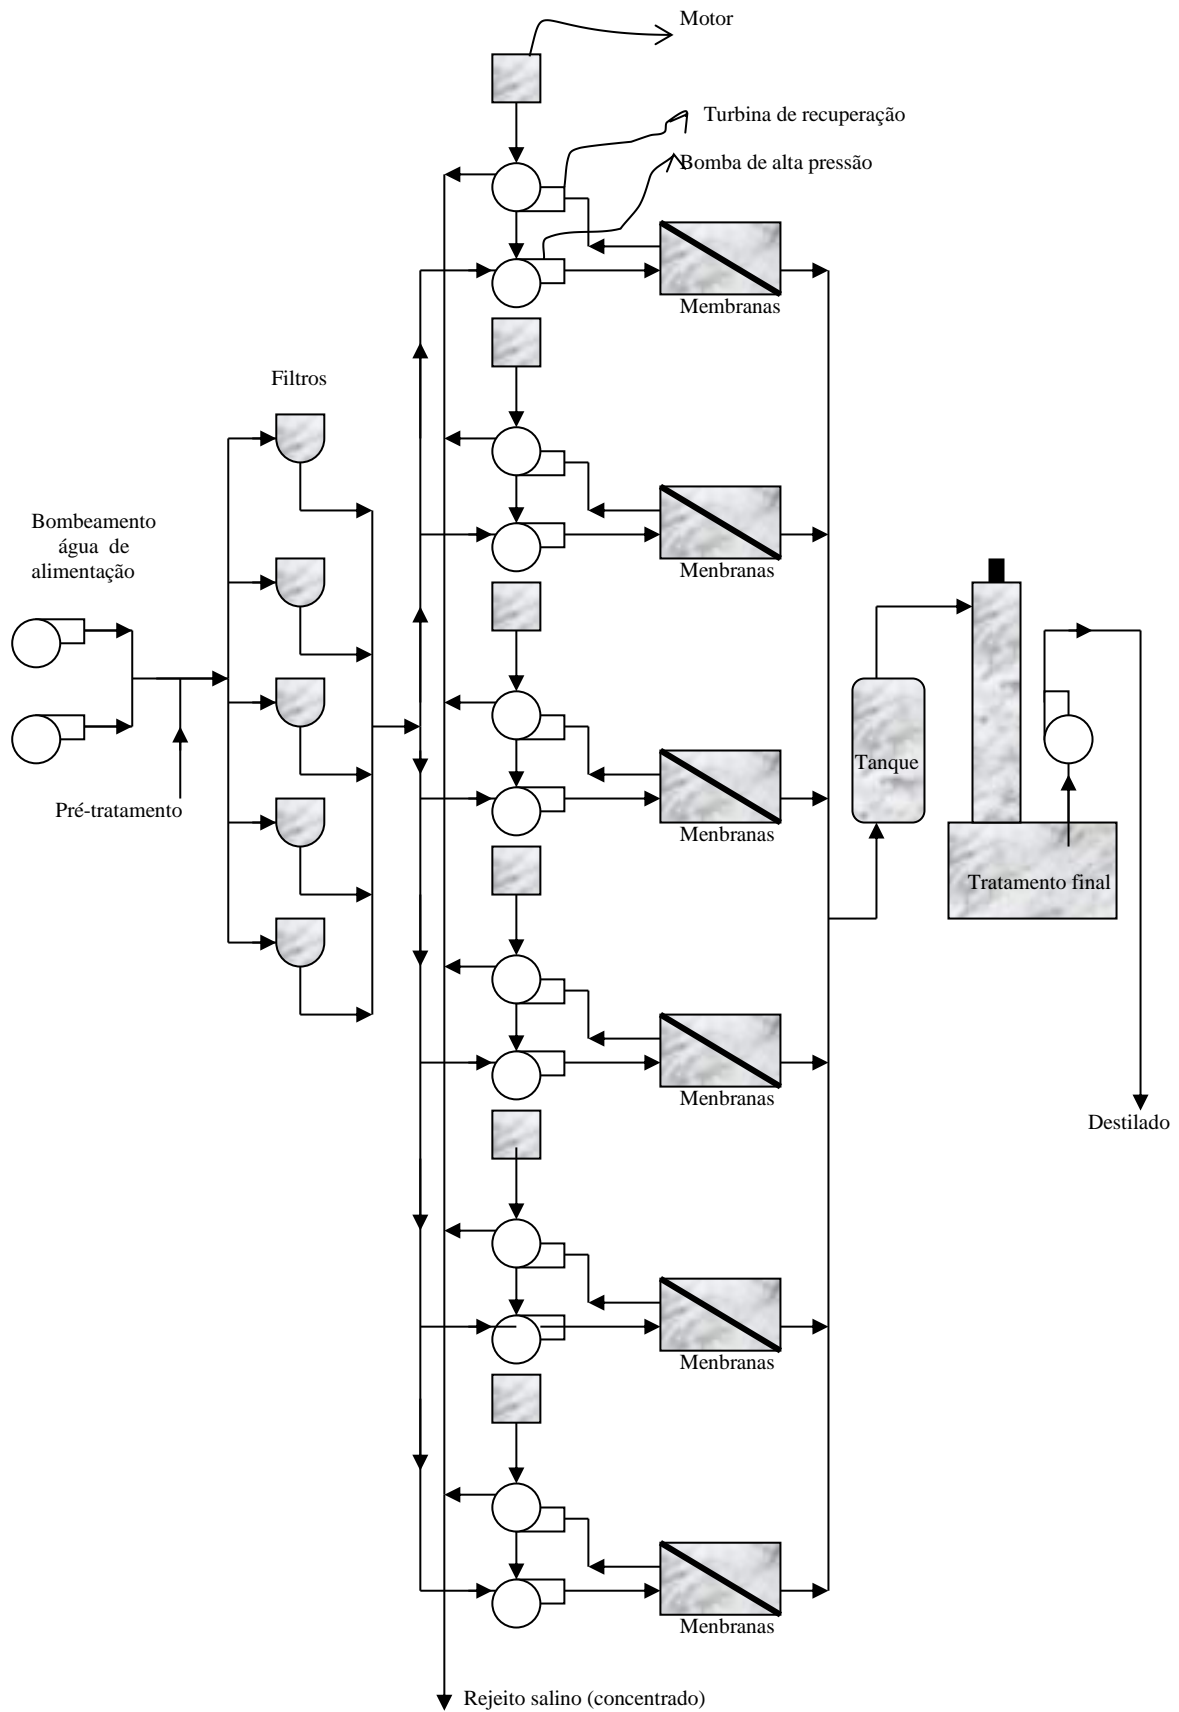 Motor
Turbina de recuperação
Bomba de alta pressão
Membranas
Filtros
Bombeamento
água de
alimentação
Menbranas
Tanque
Pré-tratamento
Menbranas
Tratamento final
Menbranas
Destilado
Menbranas
Menbranas
Rejeito salino (concentrado)